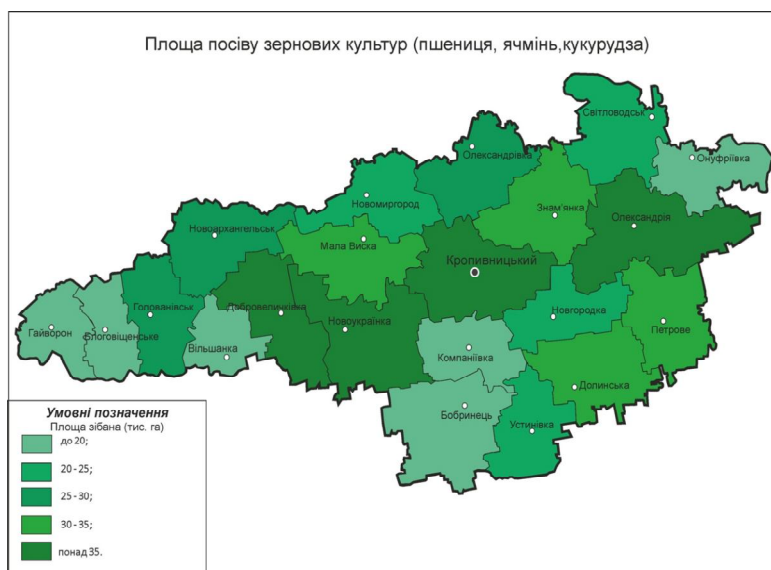 Площа посіву зернових культур (пшениця, ячмінь,кукурудза)
Світловодськ
Онуфріївка
Олександрівка
Знам'янка
Олександрія
Новомиргород
Новоархангельськ
Мала Виска
Кропивницький
Голованівськ
Добровеличківка
Новоукраїнка
Новгородка
Петрове
Гайворон
Благовіщенське
Вільшанка
Компаніївка
Долинська
Бобринець
Устинівка
Умовні позначення
Площа зібана (тис. га)
до 20;
20 - 25;
25 - 30;
30 - 35;
понад 35.